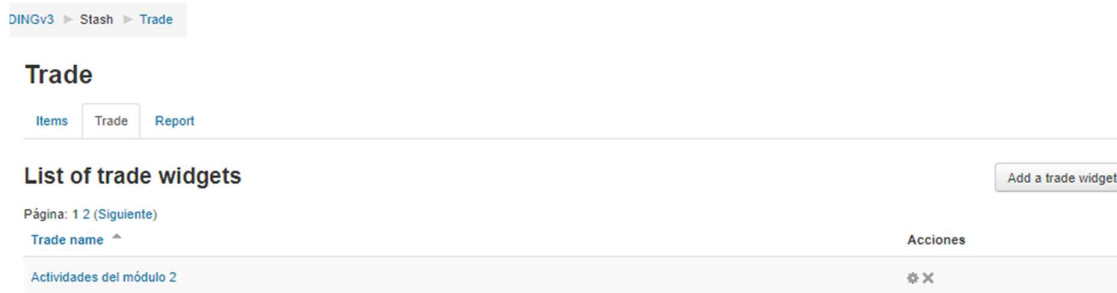 DINGv3 ► Stash ► Trade
Trade
Items Trade Report
List of trade widgets
Add a trade widget
Página: 1 2 (Siguiente)
Trade name Acciones
Actividades del módulo 2